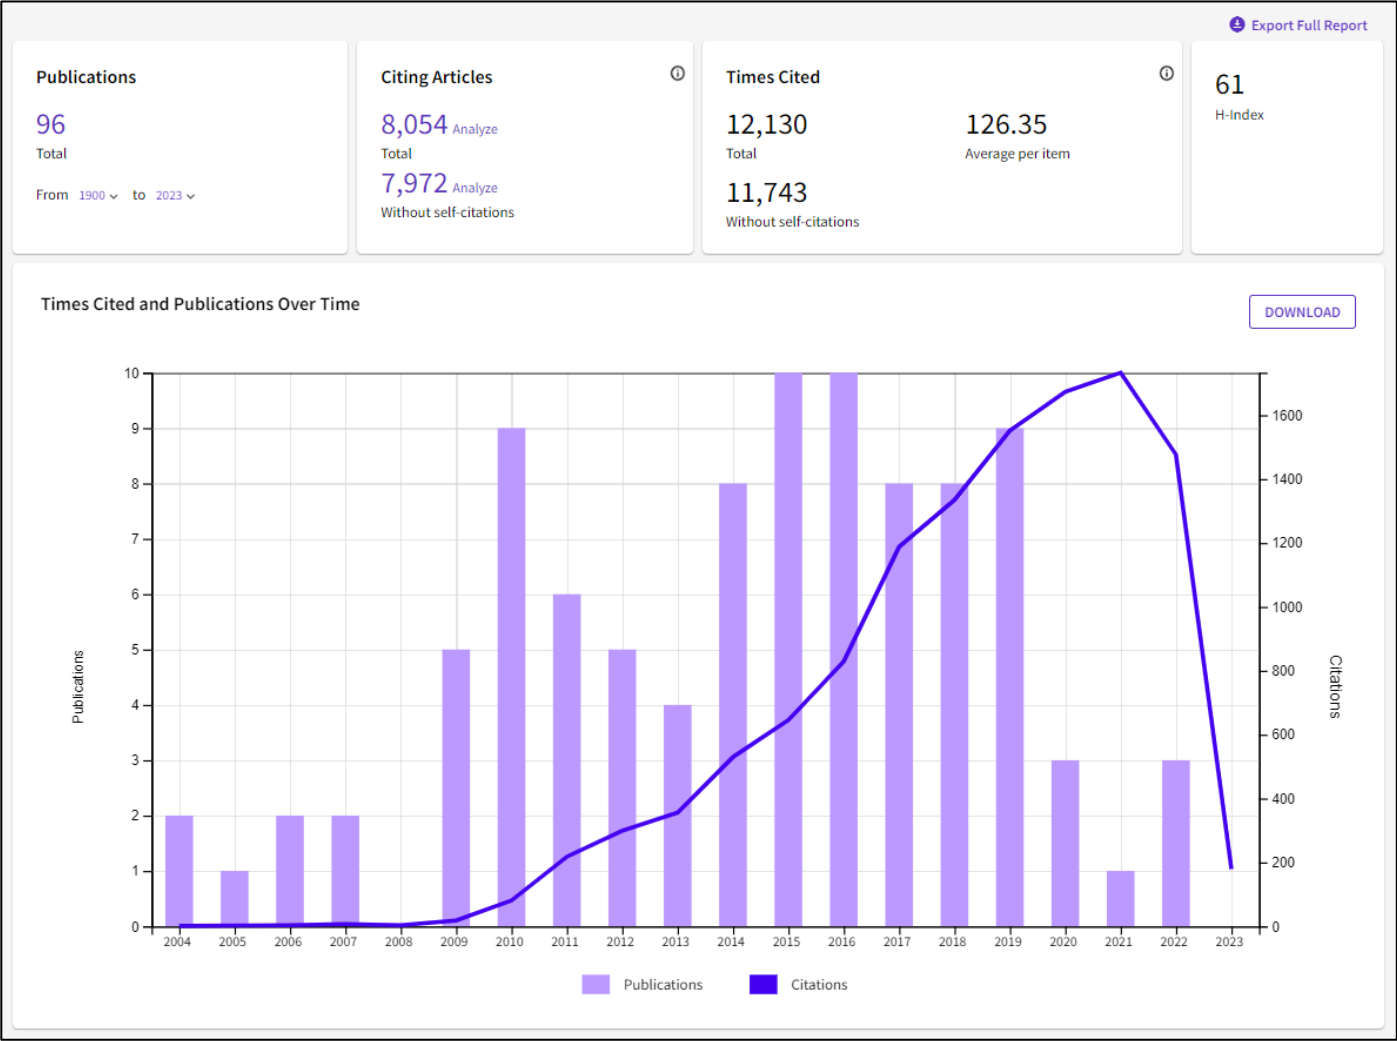 Export Full Report
Publications
96
Total
From 1900 to 2023
Citing Articles
8,054 Analyze
Total
7,972 Analyze
Without self-citations
Times Cited
12,130
Total
11,743
Without self-citations
126.35
Average per item
61
H-Index
Times Cited and Publications Over Time
DOWNLOAD
Publications
10
9
8
7
6
5
4
3
2
1
0
1600
1400
1200
1000
800
600
400
200
0
Citations
2004 2005 2006 2007 2008 2009 2010 2011 2012 2013 2014 2015 2016 2017 2018 2019 2020 2021 2022 2023
Publications Citations